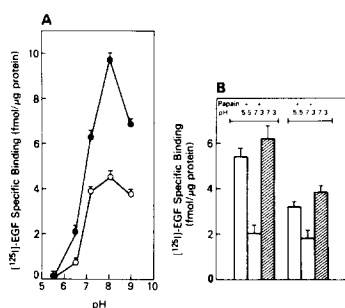 A
[¹²⁵I]-EGF Specific Binding (fmol/μg protein)
10
8
6
4
2
0
5 6 7 8 9 10
pH
B
[¹²⁵I]-EGF Specific Binding
(fmol/μg protein)
6
4
2
0
Papain - + - + -
pH 5 5 7 3 7 3 5 5 7 3 7 3